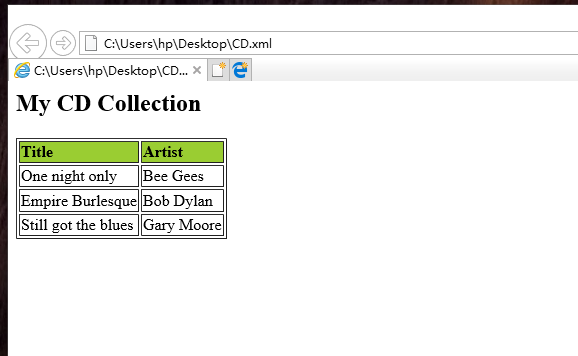 C:\Users\hp\Desktop\CD.xml
C:\Users\hp\Desktop\CD...
My CD Collection
Title Artist
One night only Bee Gees
Empire Burlesque Bob Dylan
Still got the blues Gary Moore